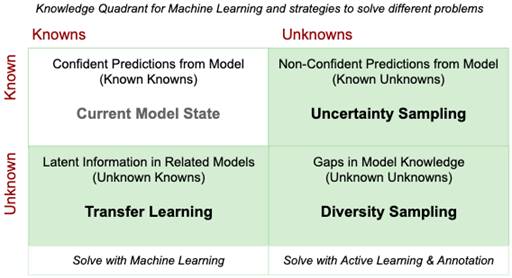 Knowledge Quadrant for Machine Learning and strategies to solve different problems
Knowns
Unknowns
Known
Confident Predictions from Model
(Known Knowns)
Current Model State
Non-Confident Predictions from Model
(Known Unknowns)
Uncertainty Sampling
Unknown
Latent Information in Related Models
(Unknown Knowns)
Transfer Learning
Gaps in Model Knowledge
(Unknown Unknowns)
Diversity Sampling
Solve with Machine Learning
Solve with Active Learning & Annotation